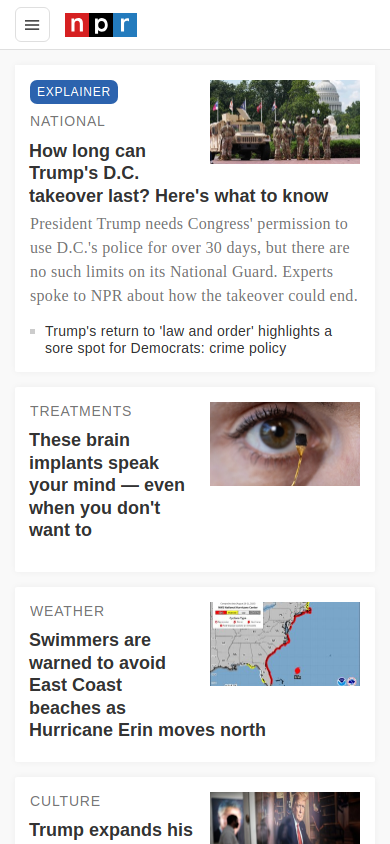 npr
EXPLAINER
NATIONAL
How long can
Trump's D.C.
takeover last? Here's what to know
President Trump needs Congress' permission to
use D.C.'s police for over 30 days, but there are
no such limits on its National Guard. Experts
spoke to NPR about how the takeover could end.
Trump's return to 'law and order' highlights a
sore spot for Democrats: crime policy
TREATMENTS
These brain
implants speak
your mind — even
when you don't
want to
WEATHER
Swimmers are
warned to avoid
East Coast
beaches as
Hurricane Erin moves north
CULTURE
Trump expands his